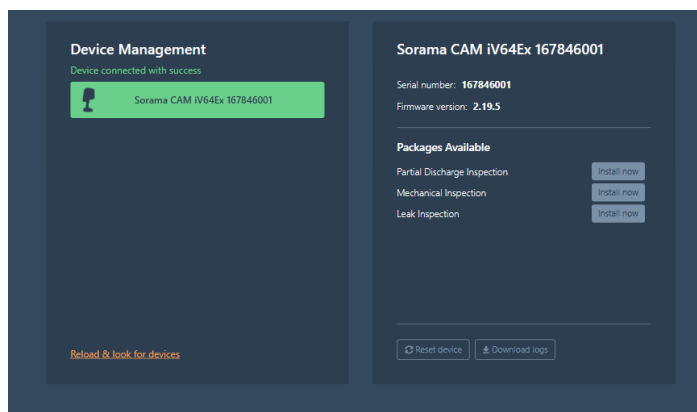 Device Management
Device connected with success
Sorama CAM iV64Ex 167846001
Reload & look for devices
Sorama CAM iV64Ex 167846001
Serial number: 167846001
Firmware version: 2.19.5
Packages Available
Partial Discharge Inspection Install now
Mechanical Inspection Install now
Leak Inspection Install now
Reset device Download logs